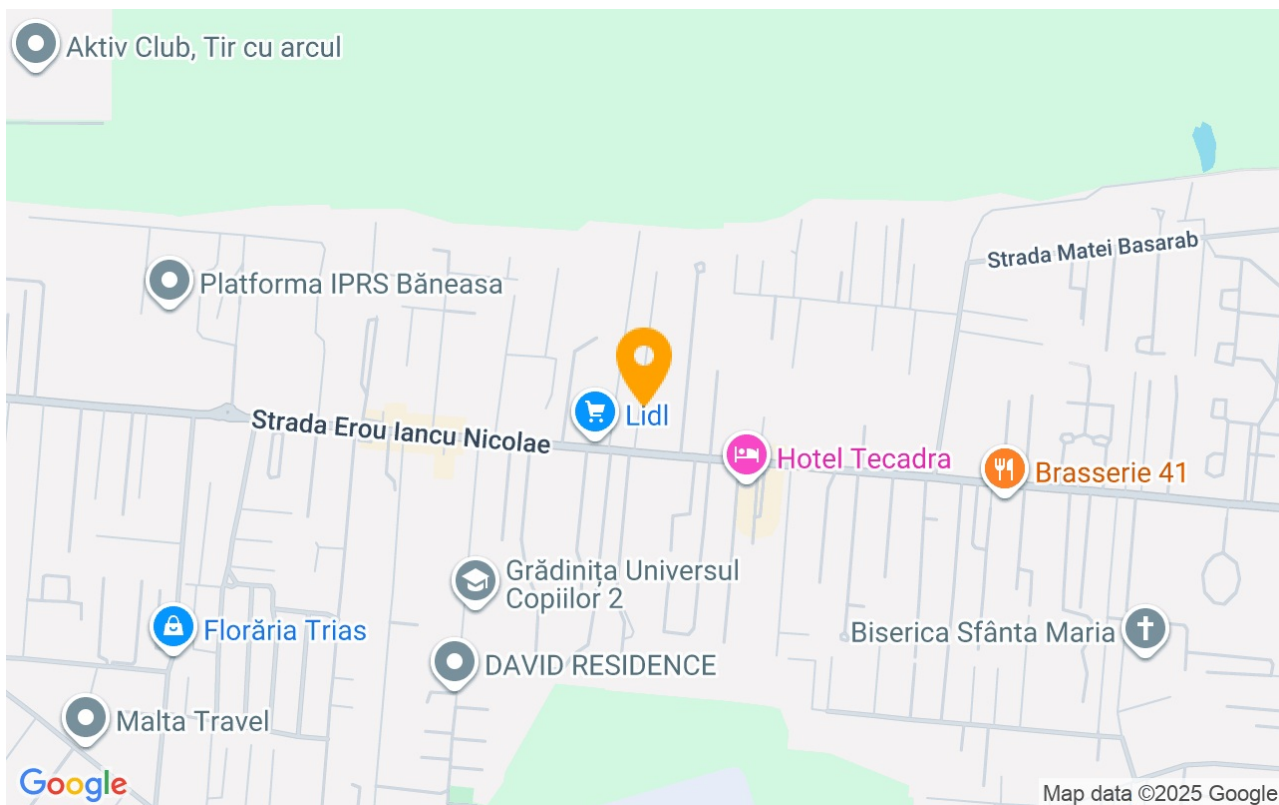 Aktiv Club, Tir cu arcul
Strada Matei Basarab
Platforma IPRS Băneasa
Lidl
Strada Erou Iancu Nicolae
Hotel Tecadra
Brasserie 41
Grădinița Universul
Copiilor 2
Florăria Trias
Biserica Sfânta Maria
DAVID RESIDENCE
Malta Travel
Google
Map data ©2025 Google